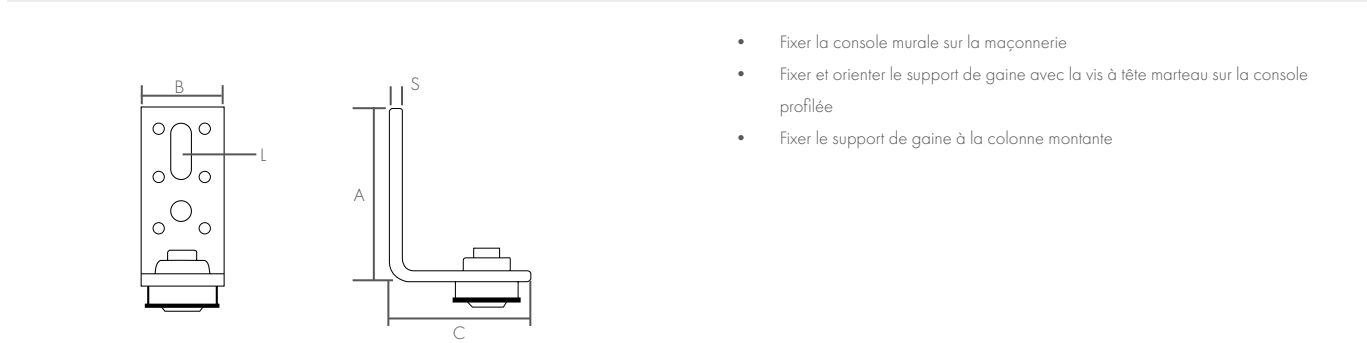 B
L
S
A
C
• Fixer la console murale sur la maçonnerie
• Fixer et orienter le support de gaine avec la vis à tête marteau sur la console
profilée
• Fixer le support de gaine à la colonne montante